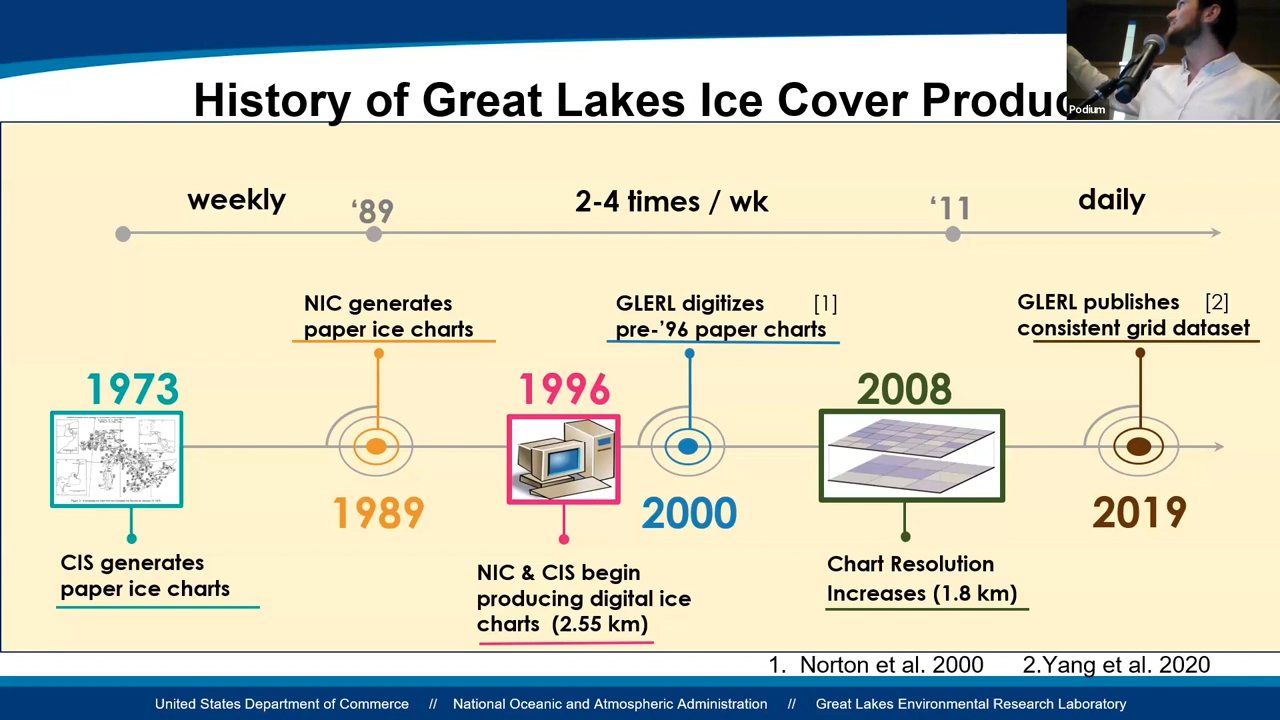 History of Great Lakes Ice Cover
Podium
weekly
‘89
2-4 times / wk
‘11
daily
NIC generates
paper ice charts
GLERL digitizes [1]
pre-’96 paper charts
GLERL publishes [2]
consistent grid dataset
1973
1996
2008
1989
2000
2019
CIS generates
paper ice charts
NIC & CIS begin
producing digital ice
charts (2.55 km)
Chart Resolution
Increases (1.8 km)
1. Norton et al. 2000 2.Yang et al. 2020
United States Department of Commerce // National Oceanic and Atmospheric Administration // Great Lakes Environmental Research Laboratory